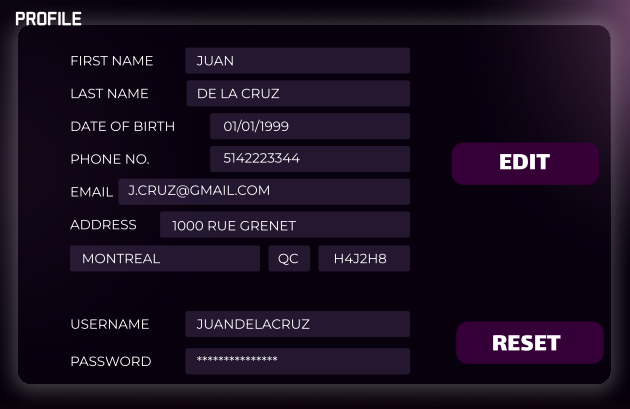 PROFILE
FIRST NAME JUAN
LAST NAME DE LA CRUZ
DATE OF BIRTH 01/01/1999
PHONE NO. 5142223344
EDIT
EMAIL J.CRUZ@GMAIL.COM
ADDRESS 1000 RUE GRENET
MONTREAL QC H4J2H8
USERNAME JUANDELACRUZ
RESET
PASSWORD ***************